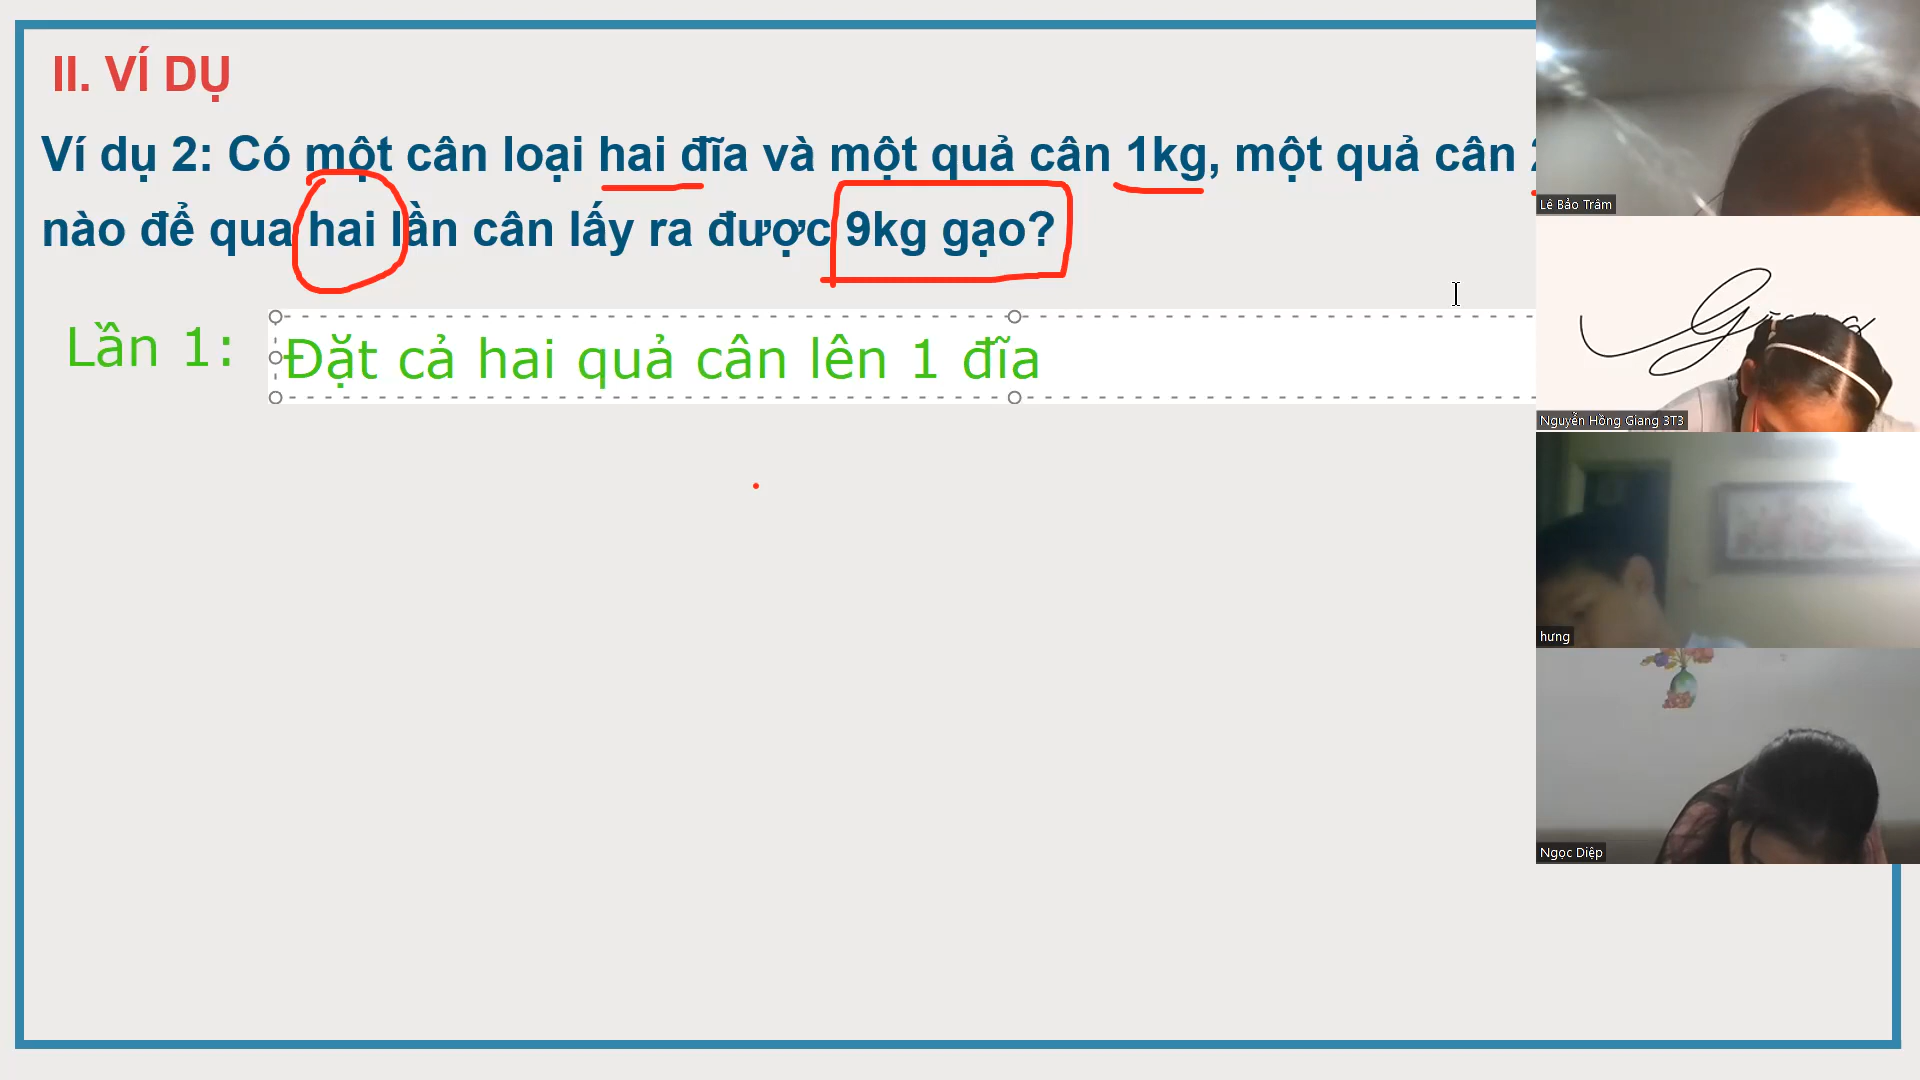 II. VÍ DỤ
Ví dụ 2: Có một cân loại hai đĩa và một quả cân 1kg, một quả cân
nào để qua hai lần cân lấy ra được 9kg gạo?
Lần 1: Đặt cả hai quả cân lên 1 đĩa
Lê Bảo Trâm
Nguyễn Hồng Giang 3T3
hưng
Ngọc Diệp